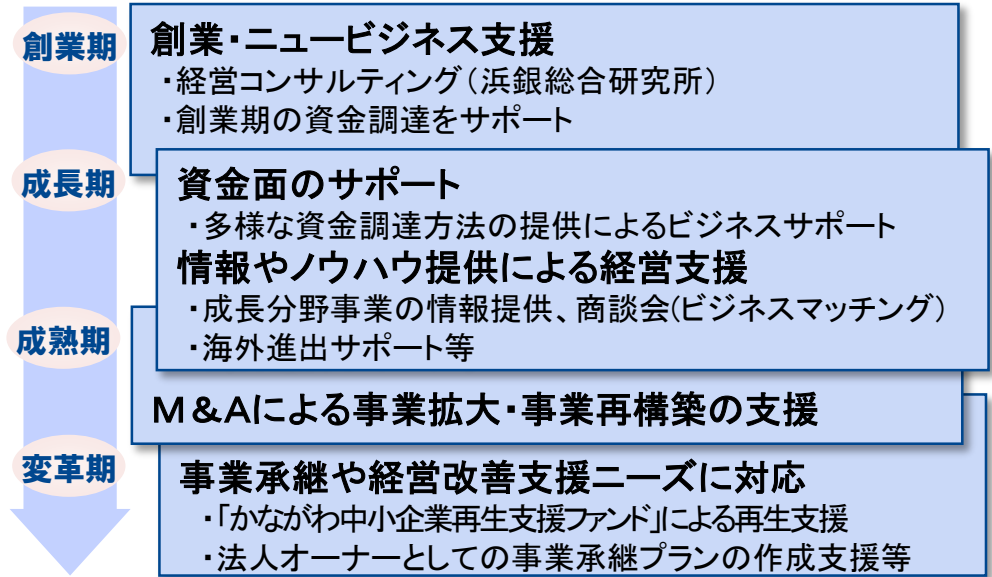 創業期
創業・ニュービジネス支援
・経営コンサルティング（浜銀総合研究所）
・創業期の資金調達をサポート
成長期
資金面のサポート
・多様な資金調達方法の提供によるビジネスサポート
情報やノウハウ提供による経営支援
・成長分野事業の情報提供、商談会(ビジネスマッチング）
・海外進出サポート等
成熟期
Ｍ＆Ａによる事業拡大・事業再構築の支援
変革期
事業承継や経営改善支援ニーズに対応
・「かながわ中小企業再生支援ファンド」による再生支援
・法人オーナーとしての事業承継プランの作成支援等